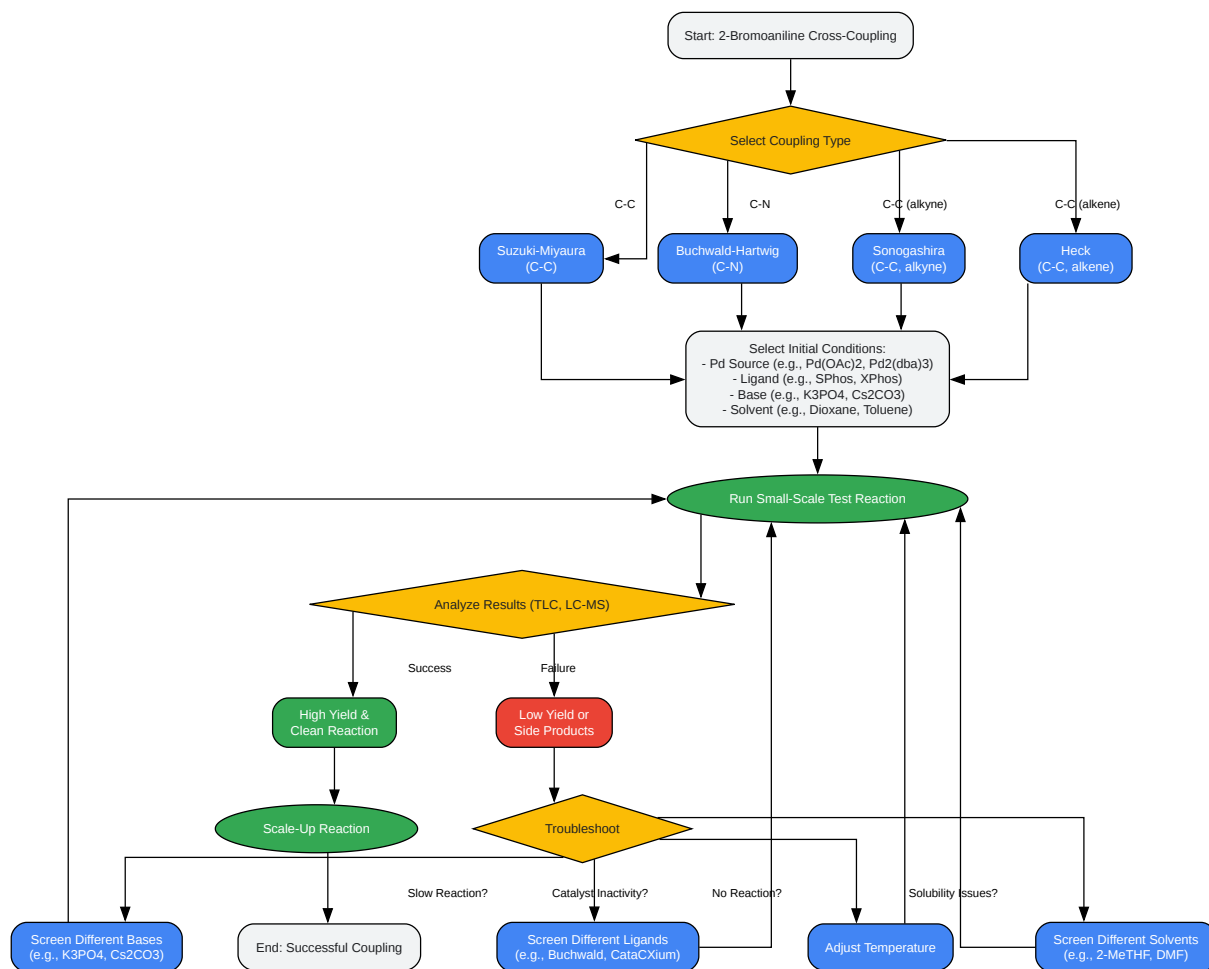 Start: 2-Bromoaniline Cross-Coupling
Select Coupling Type
C-C
C-N
C-C (alkyne)
C-C (alkene)
Suzuki-Miyaura
(C-C)
Buchwald-Hartwig
(C-N)
Sonogashira
(C-C, alkyne)
Heck
(C-C, alkene)
Select Initial Conditions:
- Pd Source (e.g., Pd(OAc)2, Pd2(dba)3)
- Ligand (e.g., SPhos, XPhos)
- Base (e.g., K3PO4, Cs2CO3)
- Solvent (e.g., Dioxane, Toluene)
Run Small-Scale Test Reaction
Analyze Results (TLC, LC-MS)
Success
Failure
High Yield &
Clean Reaction
Low Yield or
Side Products
Scale-Up Reaction
Troubleshoot
Slow Reaction?
Catalyst Inactivity?
No Reaction?
Solubility Issues?
Screen Different Bases
(e.g., K3PO4, Cs2CO3)
End: Successful Coupling
Screen Different Ligands
(e.g., Buchwald, CataCXium)
Adjust Temperature
Screen Different Solvents
(e.g., 2-MeTHF, DMF)